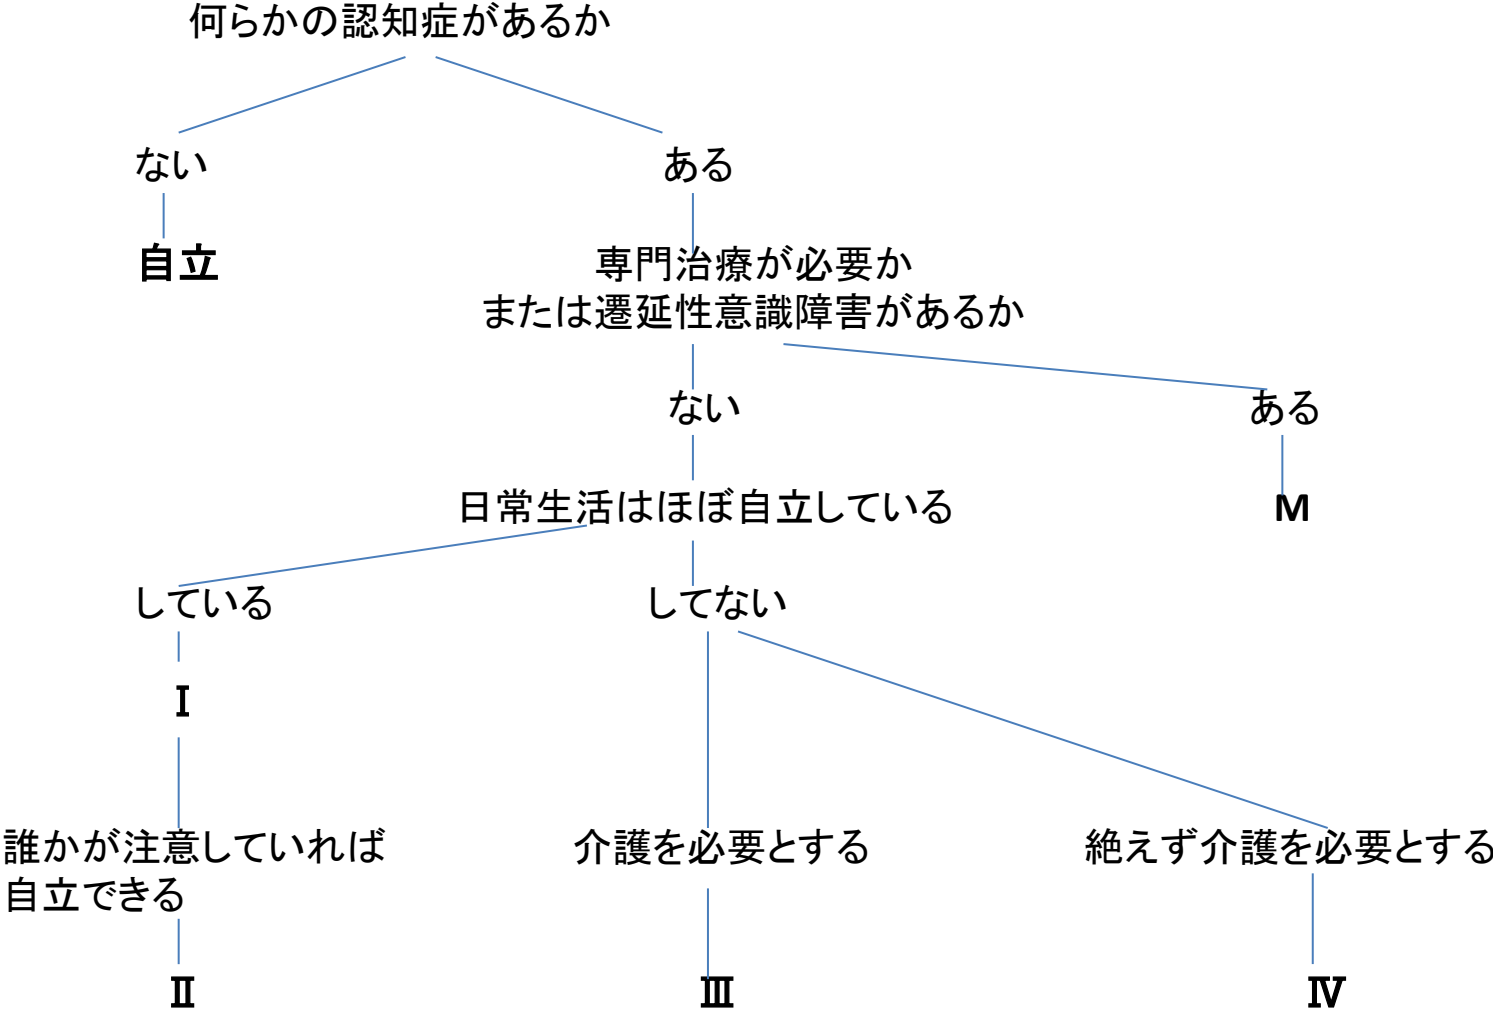 何らかの認知症があるか
ない
ある
自立
専門治療が必要か
または遷延性意識障害があるか
ない
ある
日常生活はほぼ自立している
M
している
してない
Ⅰ
誰かが注意していれば
自立できる
介護を必要とする
絶えず介護を必要とする
Ⅱ
Ⅲ
Ⅳ